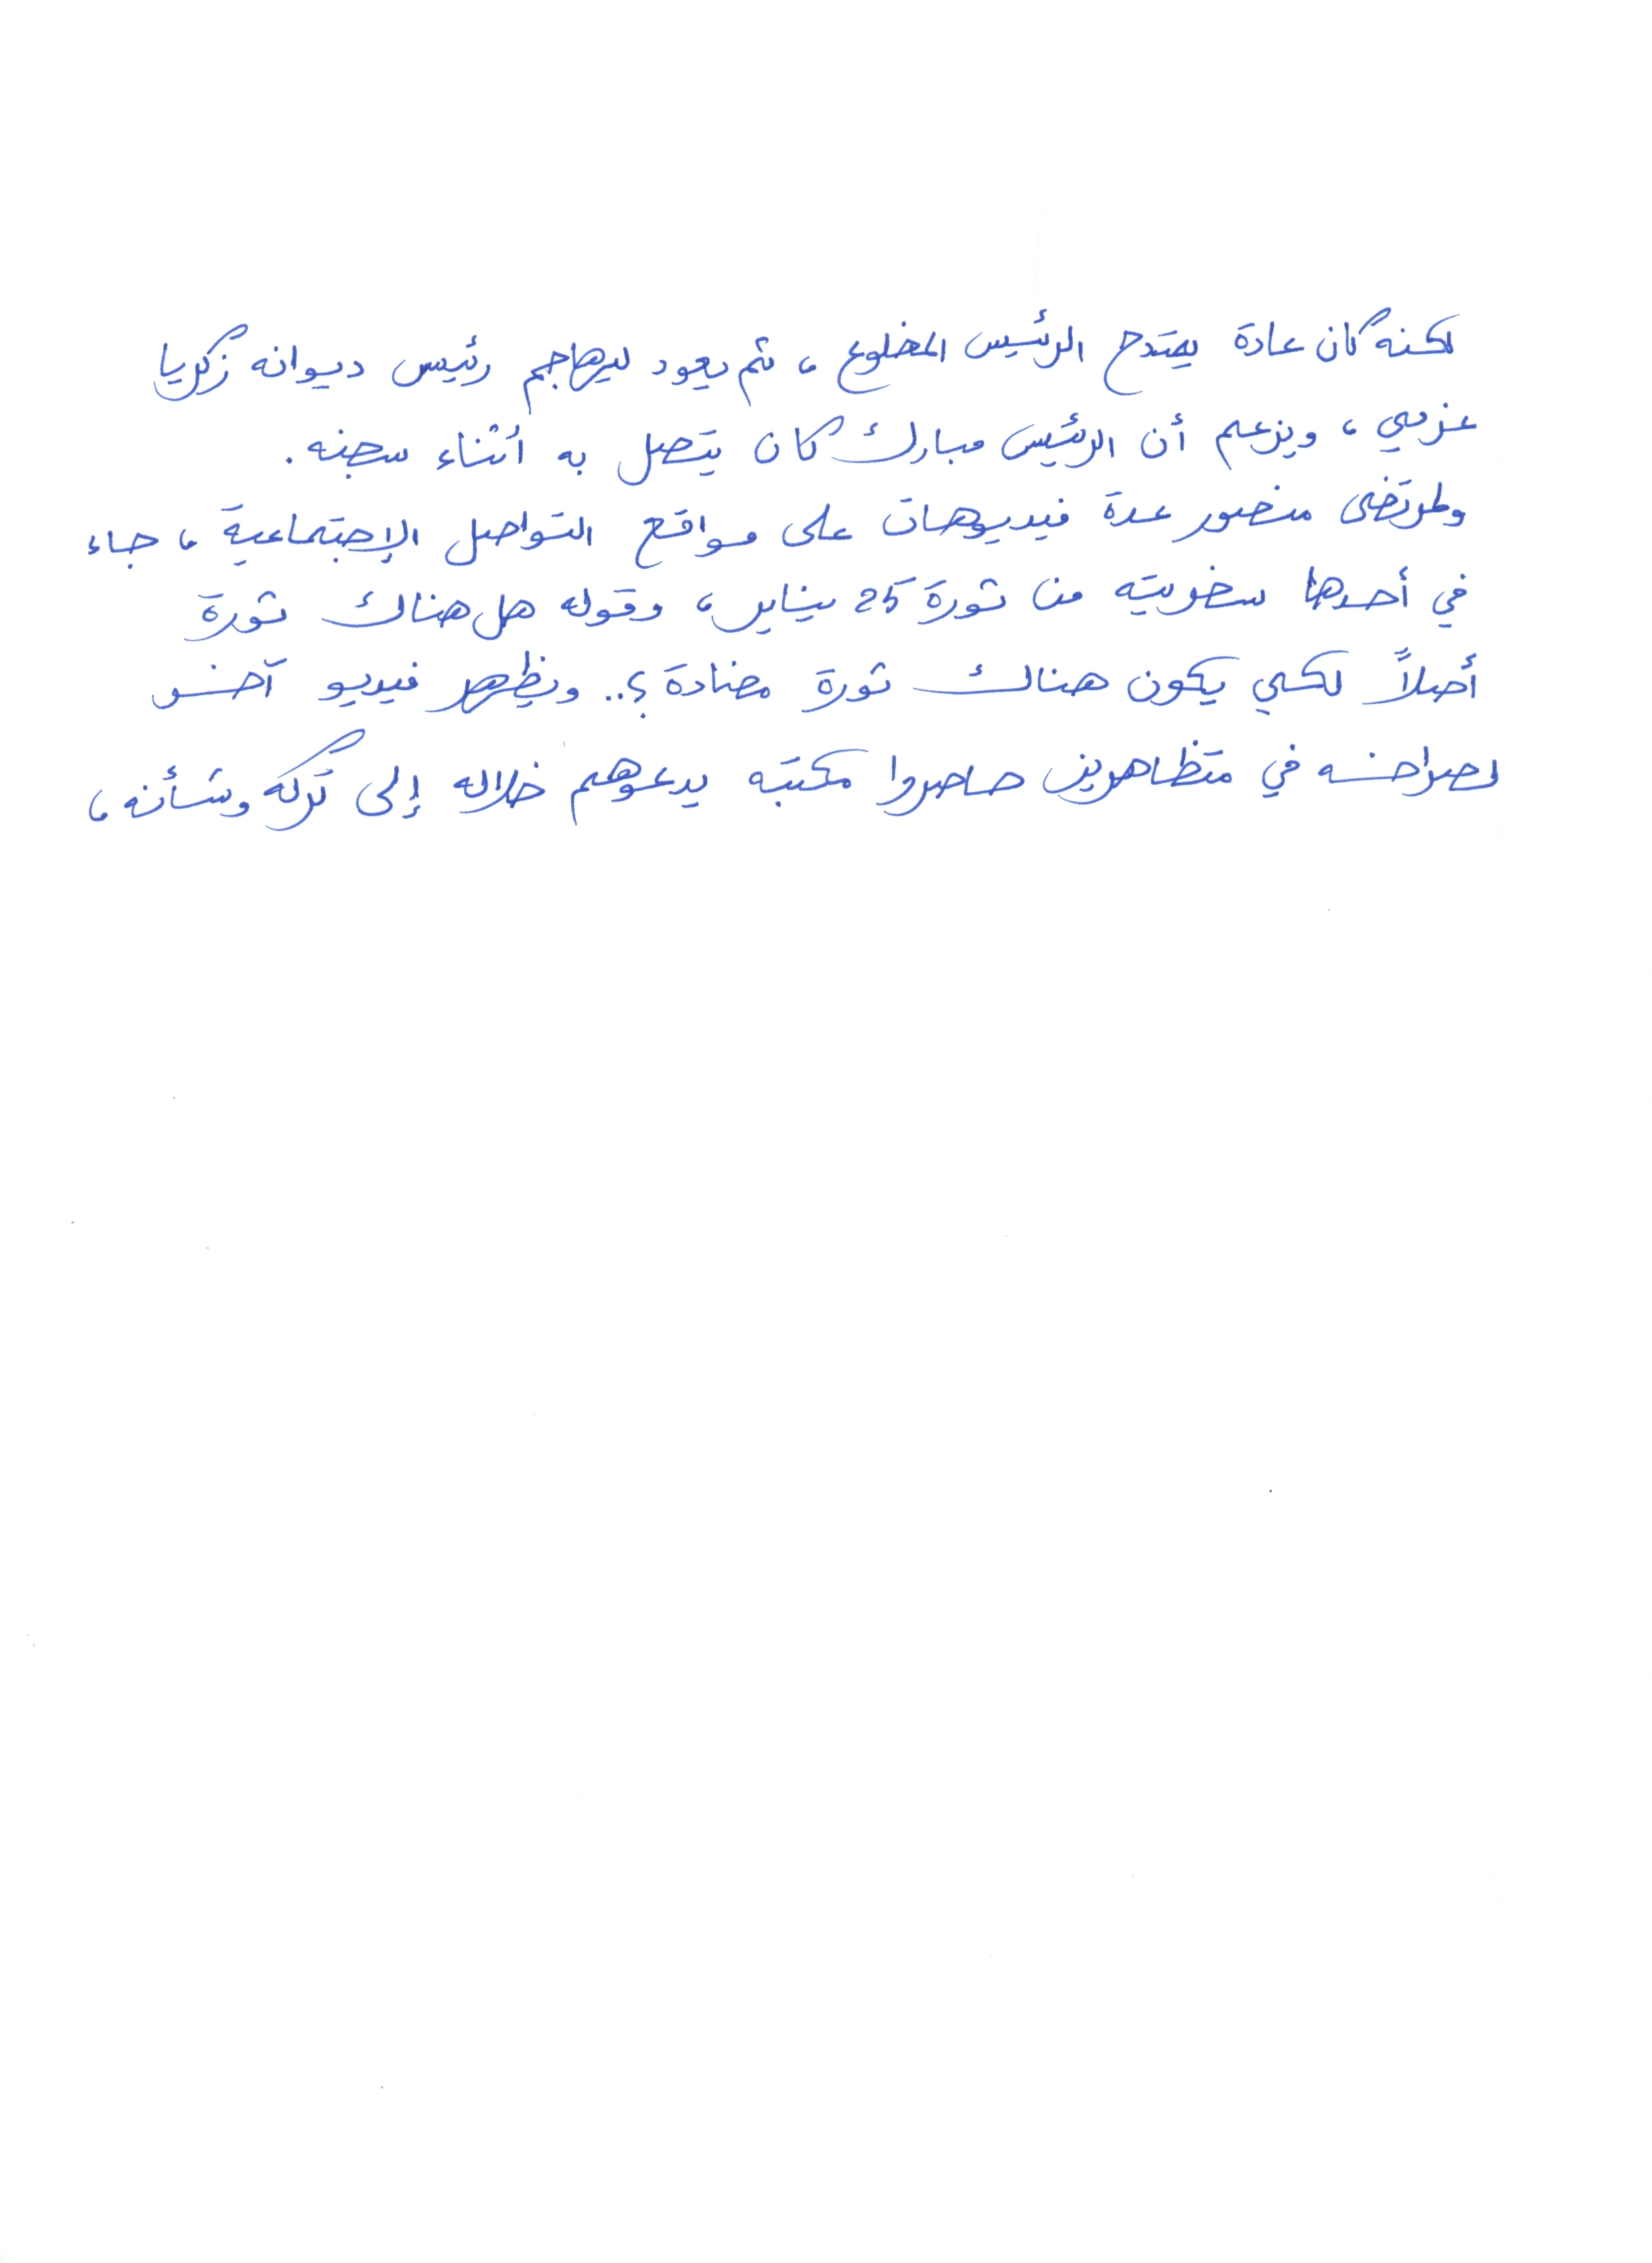 لكنه كان عادة يمتدح الرئيس المخلوع، ثم يعود ليهاجم رئيس ديوانه زكريا
عزمي، ويزعم أن الرئيس مبارك كان يتصل به أثناء سجنه.
ولمرتضى منصور عدة فيديوهات على مواقع التواصل الإجتماعية، جاء
في أحدها سخريته من ثورة 25 يناير، وقوله هل هناك ثورة
أصلاً لكي يكون هناك ثورة مضادة؟.. ويظهر فيديو آخر
لصراخه في متظاهرين حاصروا مكتبه يدعوهم خلاله إلى تركه وشأنه،